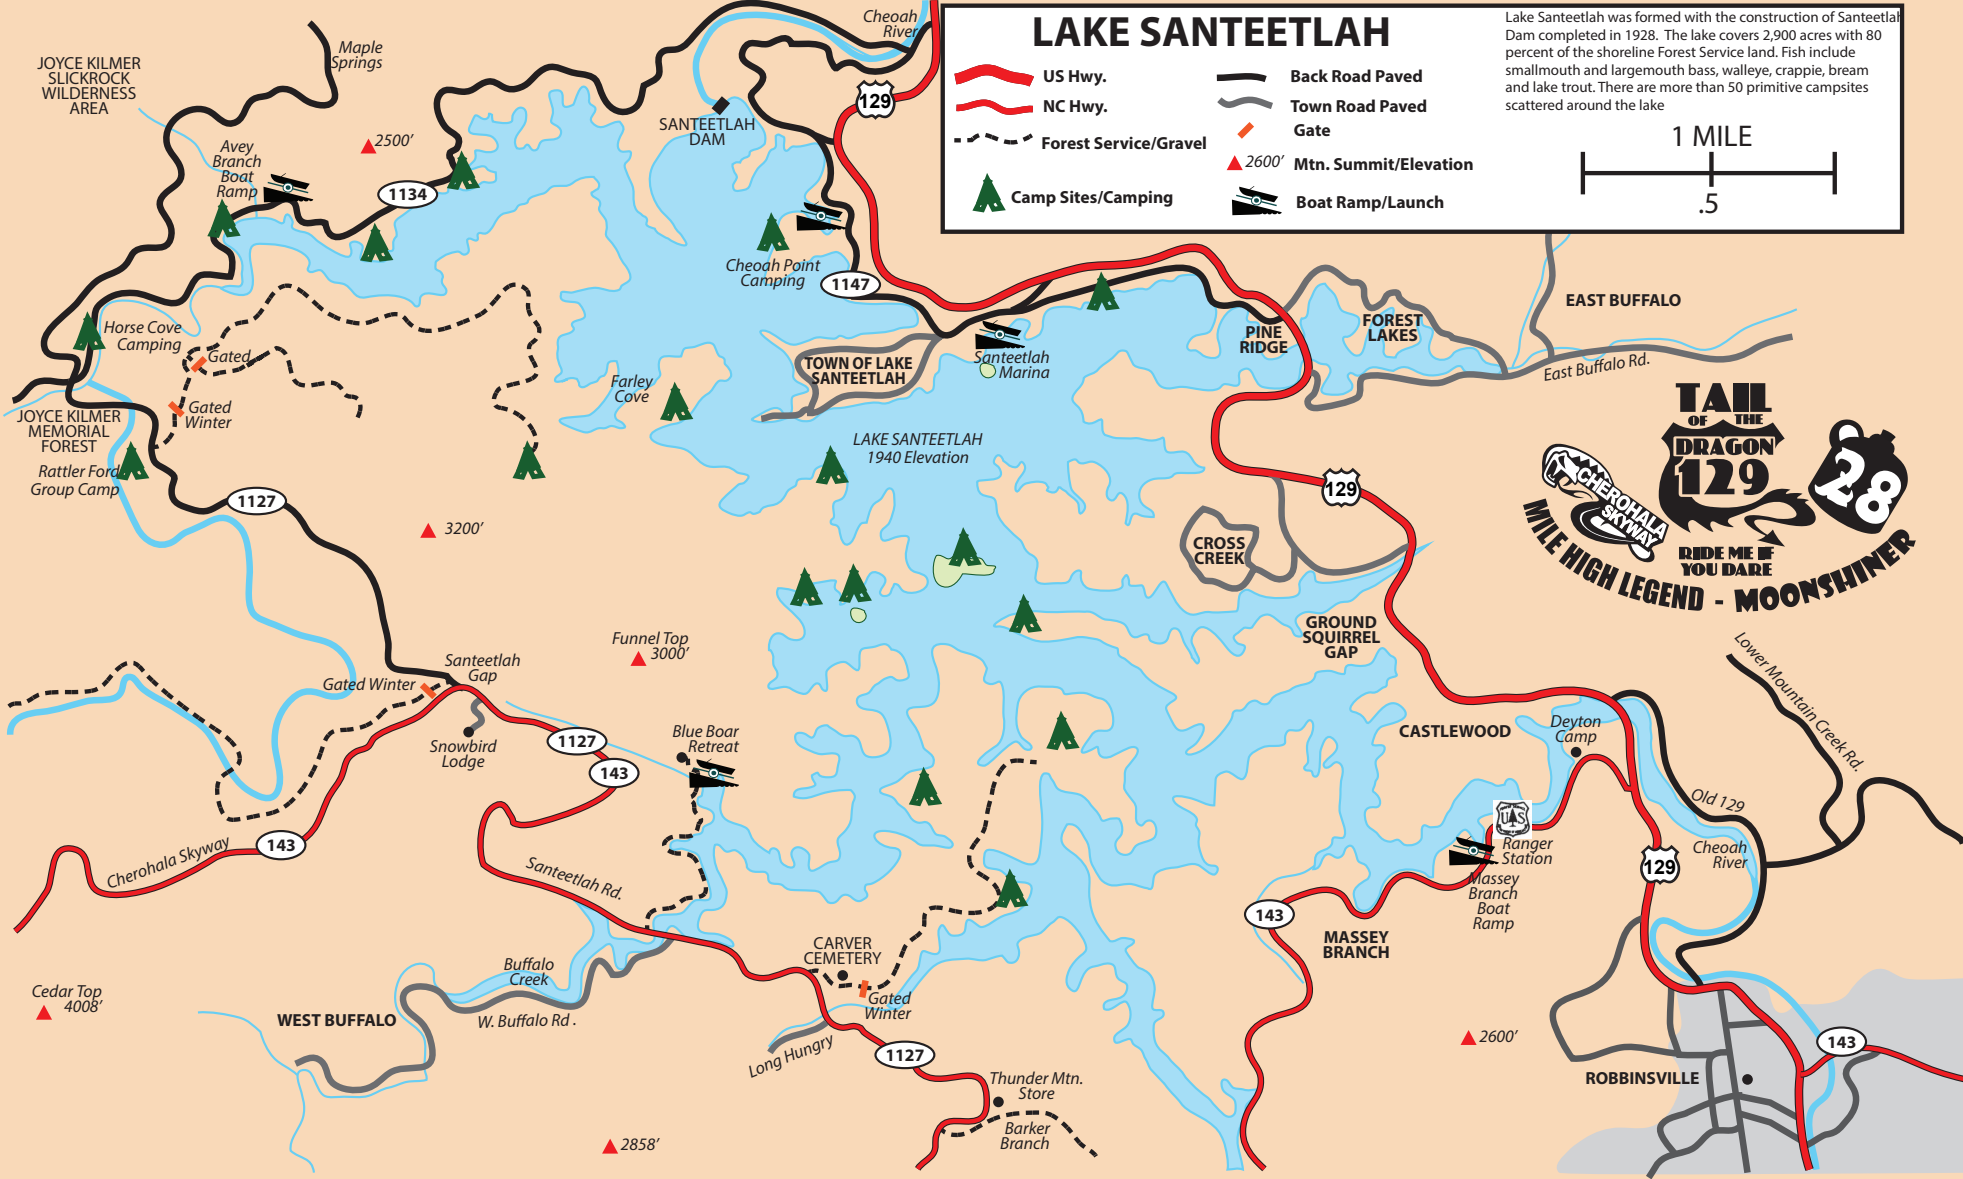 LAKE SANTEETLAH
US Hwy.
NC Hwy.
Forest Service/Gravel
Camp Sites/Camping
Back Road Paved
Town Road Paved
Gate
2600’ Mtn. Summit/Elevation
Boat Ramp/Launch
Lake Santeetlah was formed with the construction of Santeetlah
Dam completed in 1928.  The lake covers 2,900 acres with 80
percent of the shoreline Forest Service land. Fish include
smallmouth and largemouth bass, walleye, crappie, bream
and lake trout. There are more than 50 primitive campsites
scattered around the lake
1 MILE
.5
Cheoah
River
Maple
Springs
JOYCE KILMER
SLICKROCK
WILDERNESS
AREA
129
SANTEETLAH
DAM
2500’
Avey
Branch
Boat
Ramp
1134
Cheoah Point
Camping
1147
EAST BUFFALO
Horse Cove
Camping
Gated
PINE
RIDGE
FOREST
LAKES
TOWN OF LAKE
SANTEETLAH
Santeetlah
Marina
East Buffalo Rd.
Farley
Cove
Gated
Winter
JOYCE KILMER
MEMORIAL
FOREST
Rattler Ford
Group Camp
LAKE SANTEETLAH
1940 Elevation
TAIL
OF THE
DRAGON
129
CHEROHALA
SKYWAY
28
RIDE ME IF
YOU DARE
MILE HIGH LEGEND - MOONSHINER
1127
129
3200’
CROSS
CREEK
Funnel Top
3000’
GROUND
SQUIRREL
GAP
Lower Mountain Creek Rd.
Santeetlah
Gap
Gated Winter
Snowbird
Lodge
1127
143
Blue Boar
Retreat
CASTLEWOOD
Deyton
Camp
Old 129
Cheoah
River
U S
Ranger
Station
Massey
Branch
Boat
Ramp
129
143
Cherohala Skyway
Santeetlah Rd.
143
MASSEY
BRANCH
CARVER
CEMETERY
Gated
Winter
Buffalo
Creek
Cedar Top
4008’
WEST BUFFALO
W. Buffalo Rd .
Long Hungry
1127
2600’
143
ROBBINSVILLE
Thunder Mtn.
Store
Barker
Branch
2858’